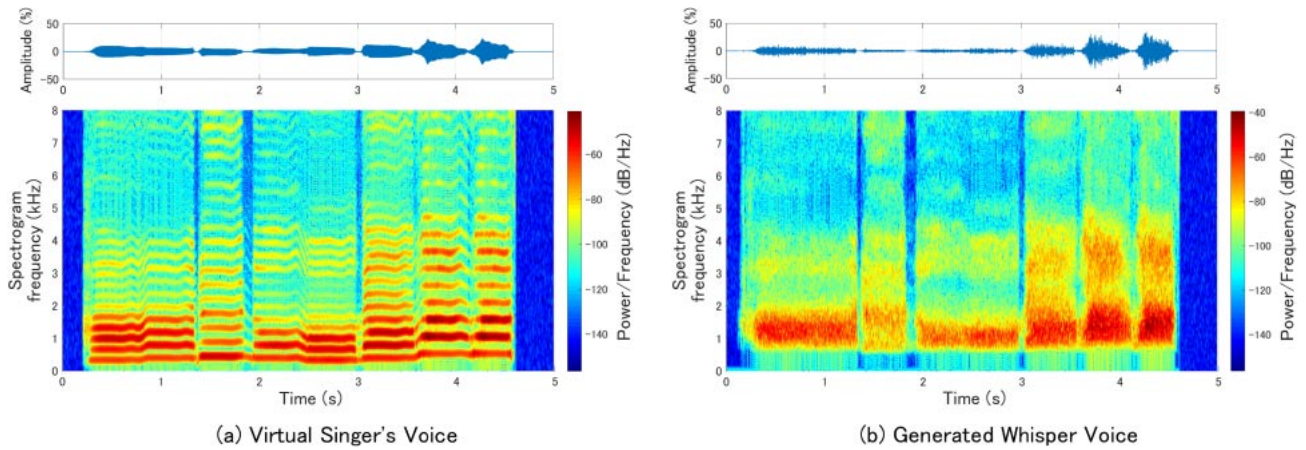 Amplitude (%)
50
0
-50
0 1 2 3 4 5
Spectrogram
frequency (kHz)
8
7
6
5
4
3
2
1
0
0 1 2 3 4 5
Time (s)
-60
-80
-100
-120
-140
Power/Frequency (dB/Hz)
(a) Virtual Singer's Voice
Amplitude (%)
50
0
-50
0 1 2 3 4 5
Spectrogram
frequency (kHz)
8
7
6
5
4
3
2
1
0
0 1 2 3 4 5
Time (s)
-40
-60
-80
-100
-120
-140
Power/Frequency (dB/Hz)
(b) Generated Whisper Voice